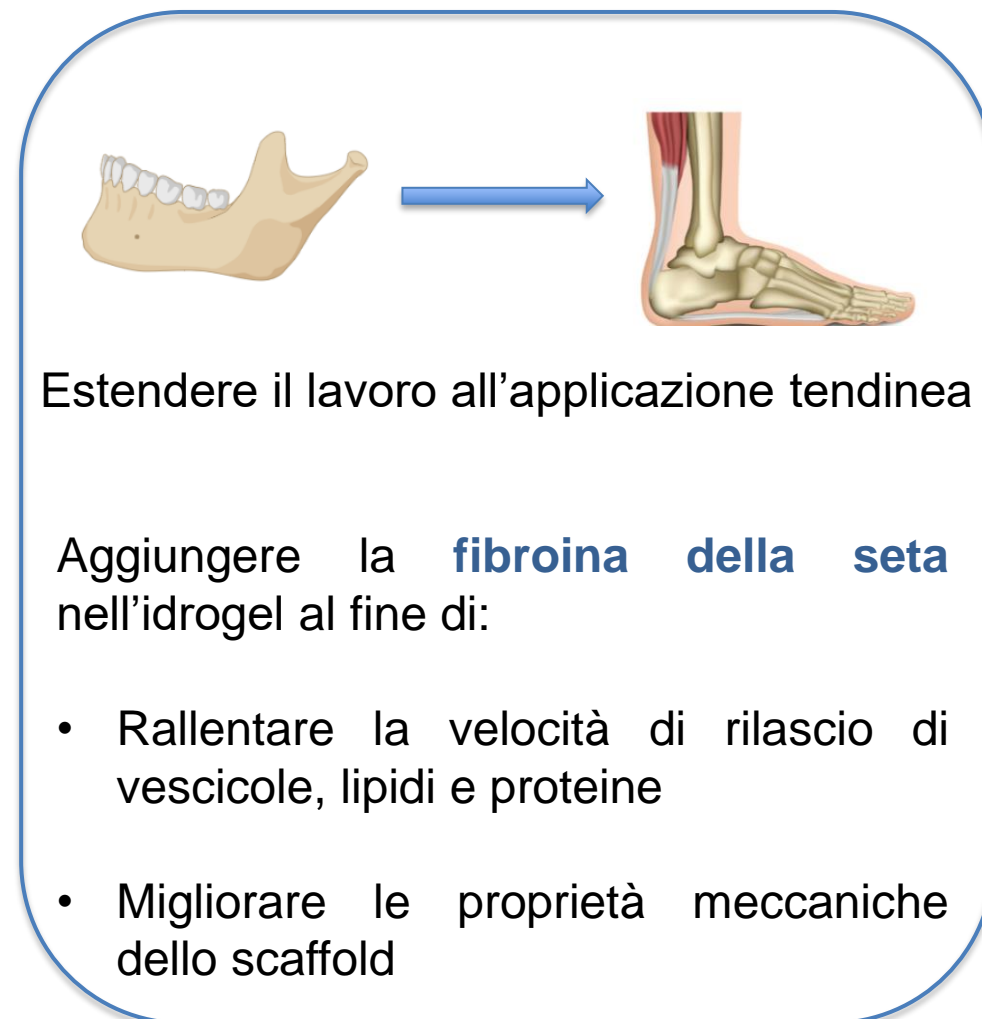 Estendere il lavoro all’applicazione tendinea
Aggiungere la fibroina della seta
nell’idrogel al fine di:
• Rallentare la velocità di rilascio di
vescicole, lipidi e proteine
• Migliorare le proprietà meccaniche
dello scaffold